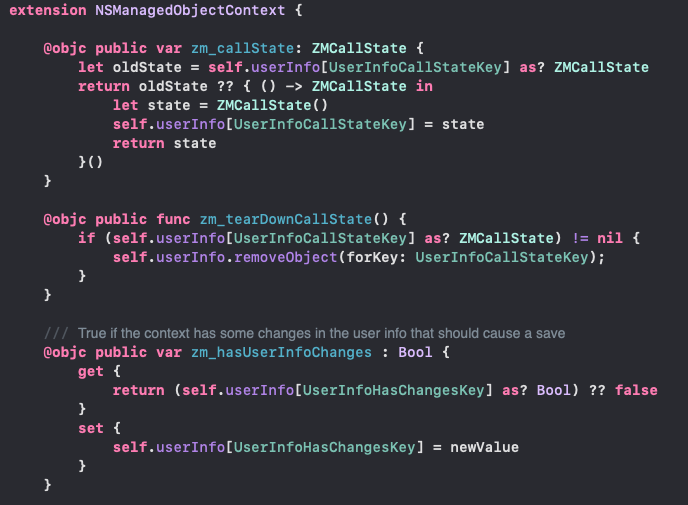 extension NSManagedObjectContext {
@objc public var zm_callState: ZMCallState {
let oldState = self.userInfo[UserInfoCallStateKey] as? ZMCallState
return oldState ?? { () -> ZMCallState in
let state = ZMCallState()
self.userInfo[UserInfoCallStateKey] = state
return state
}()
}
@objc public func zm_tearDownCallState() {
if (self.userInfo[UserInfoCallStateKey] as? ZMCallState) != nil {
self.userInfo.removeObject(forKey: UserInfoCallStateKey);
}
}
/// True if the context has some changes in the user info that should cause a save
@objc public var zm_hasUserInfoChanges : Bool {
get {
return (self.userInfo[UserInfoHasChangesKey] as? Bool) ?? false
}
set {
self.userInfo[UserInfoHasChangesKey] = newValue
}
}